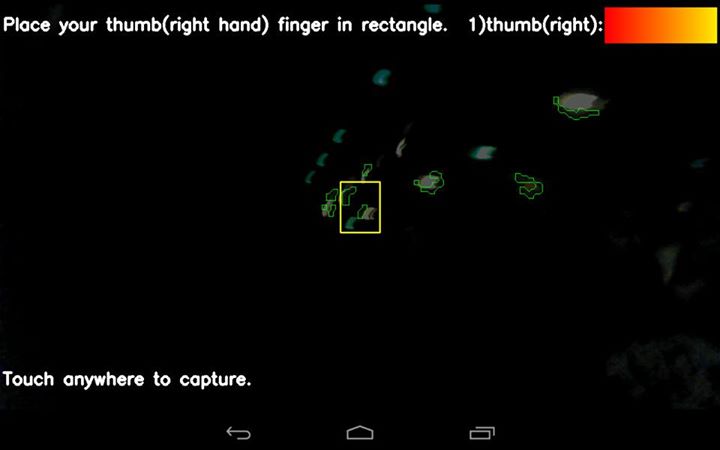 Place your thumb(right hand) finger in rectangle. 1)thumb(right):
Touch anywhere to capture.